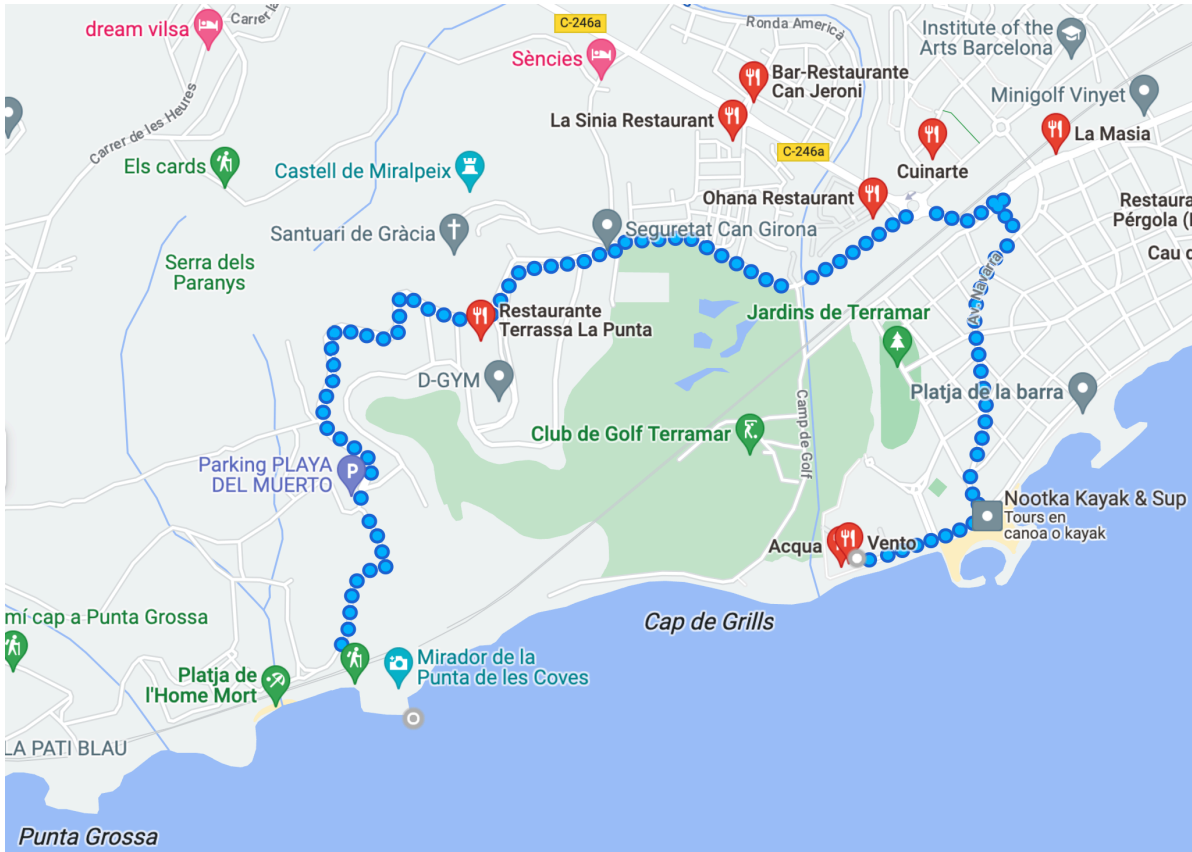 dream vilsa
Carrer la
C-246a
Ronda Americà
Institute of the
Arts Barcelona
Sències
Bar-Restaurante
Can Jeroni
Minigolf Vinyet
Carrer de les Heures
La Sinia Restaurant
La Masia
Els cards
C-246a
Castell de Miralpeix
Cuinarte
Ohana Restaurant
Restaura
Pérgola (I
Santuari de Gràcia
Seguretat Can Girona
Cau d
Serra dels
Paranys
Av. Navarra
Restaurante
Terrassa La Punta
Jardins de Terramar
D-GYM
Platja de la barra
Camp de Golf
Club de Golf Terramar
Parking PLAYA
DEL MUERTO
P
Nootka Kayak & Sup
Tours en
canoa o kayak
Acqua
Vento
mí cap a Punta Grossa
Cap de Grills
Mirador de la
Punta de les Coves
Platja de
l'Home Mort
LA PATI BLAU
Punta Grossa